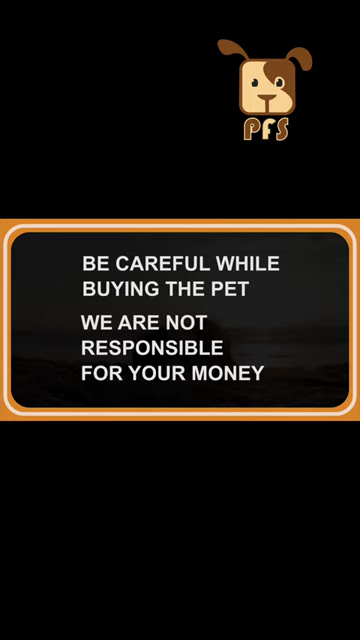 PFS
BE CAREFUL WHILE
BUYING THE PET
WE ARE NOT
RESPONSIBLE
FOR YOUR MONEY